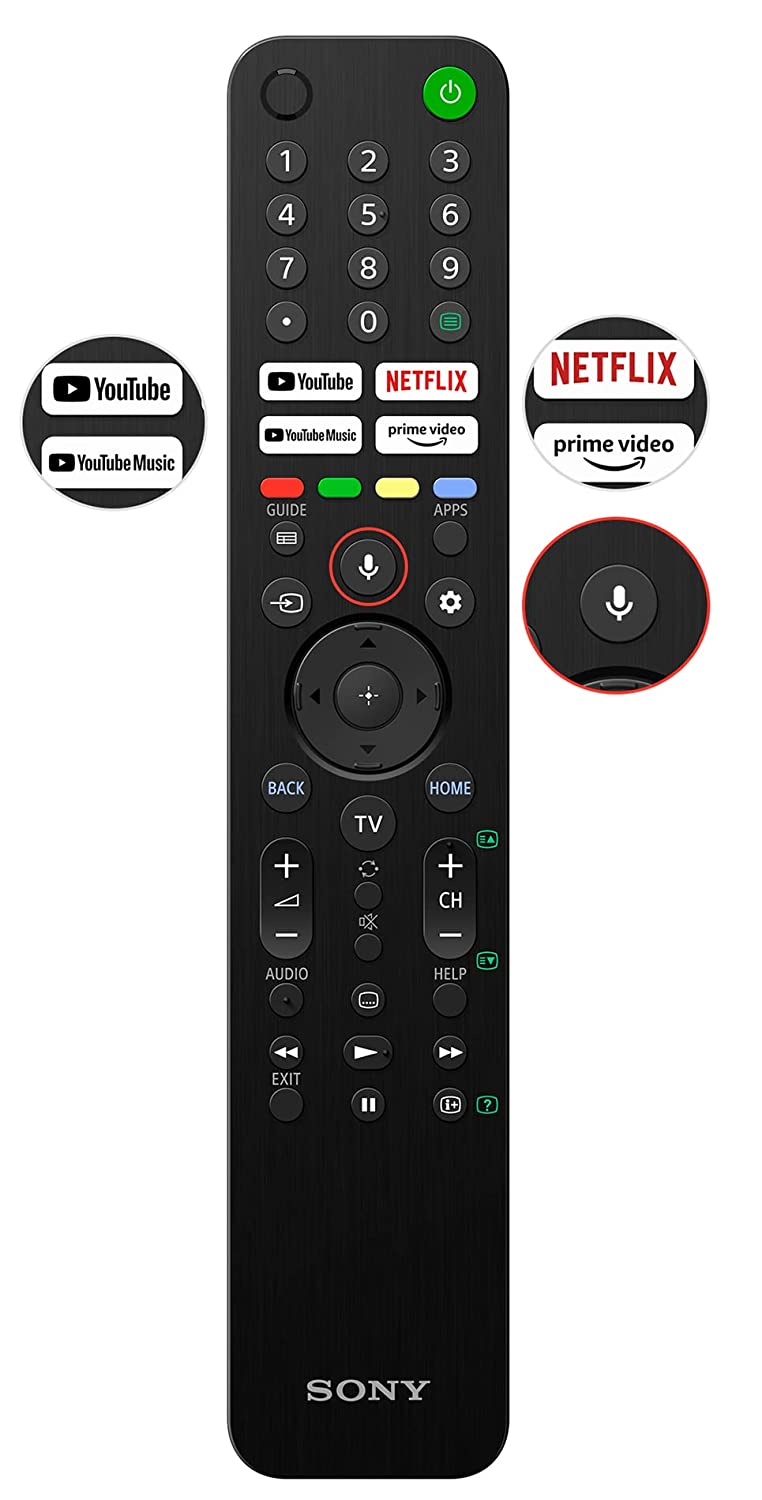 1 2 3
4 5 6
7 8 9
0
YouTube NETFLIX
YouTube Music prime video
YouTube
YouTube Music
NETFLIX
prime video
GUIDE APPS
BACK HOME
TV
+ +
CH
− −
AUDIO HELP
EXIT
i+ ?
SONY